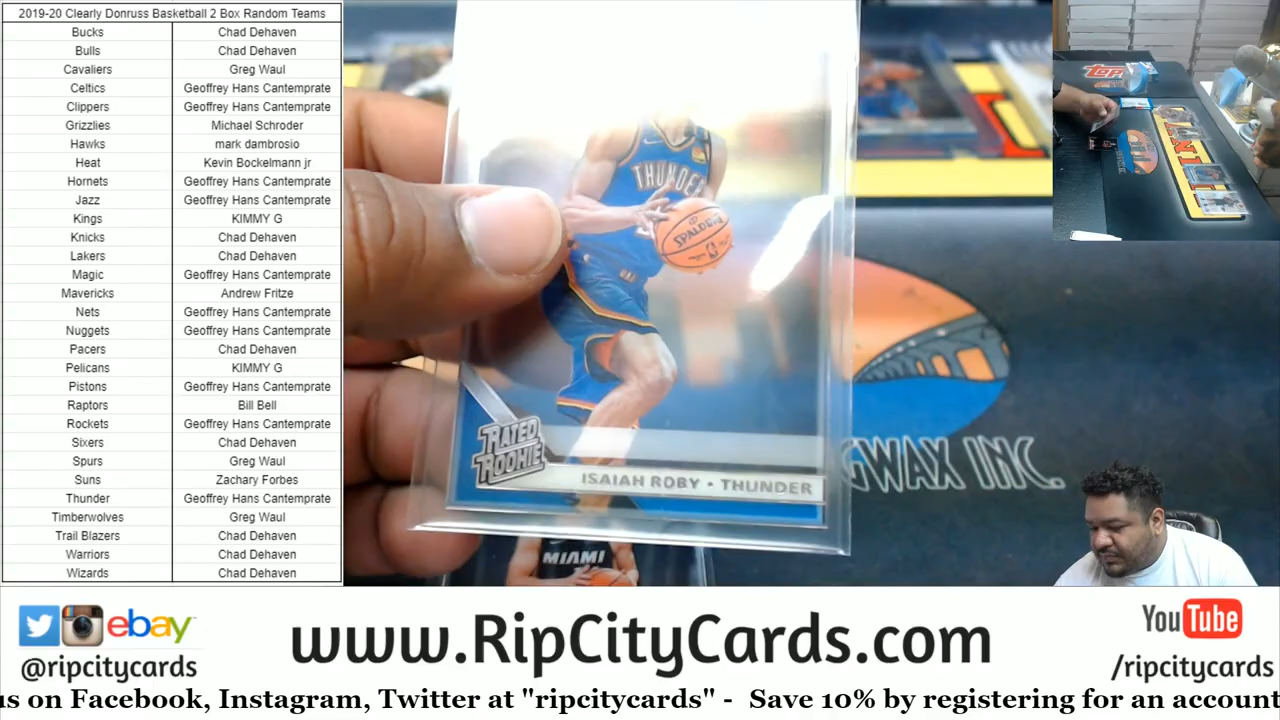 2019-20 Clearly Donruss Basketball 2 Box Random Teams
Bucks Chad Dehaven
Bulls Chad Dehaven
Cavaliers Greg Waul
Celtics Geoffrey Hans Cantemprate
Clippers Geoffrey Hans Cantemprate
Grizzlies Michael Schroder
Hawks mark dambrosio
Heat Kevin Bockelmann jr
Hornets Geoffrey Hans Cantemprate
Jazz Geoffrey Hans Cantemprate
Kings KIMMY G
Knicks Chad Dehaven
Lakers Chad Dehaven
Magic Geoffrey Hans Cantemprate
Mavericks Andrew Fritze
Nets Geoffrey Hans Cantemprate
Nuggets Geoffrey Hans Cantemprate
Pacers Chad Dehaven
Pelicans KIMMY G
Pistons Geoffrey Hans Cantemprate
Raptors Bill Bell
Rockets Geoffrey Hans Cantemprate
Sixers Chad Dehaven
Spurs Greg Waul
Suns Zachary Forbes
Thunder Geoffrey Hans Cantemprate
Timberwolves Greg Waul
Trail Blazers Chad Dehaven
Warriors Chad Dehaven
Wizards Chad Dehaven
THUNDER
SPALDING
RATED
ROOKIE
ISAIAH ROBY · THUNDER
MIAMI
GWAX INC.
ebay
@ripcitycards
www.RipCityCards.com
YouTube
/ripcitycards
us on Facebook, Instagram, Twitter at "ripcitycards" - Save 10% by registering for an account